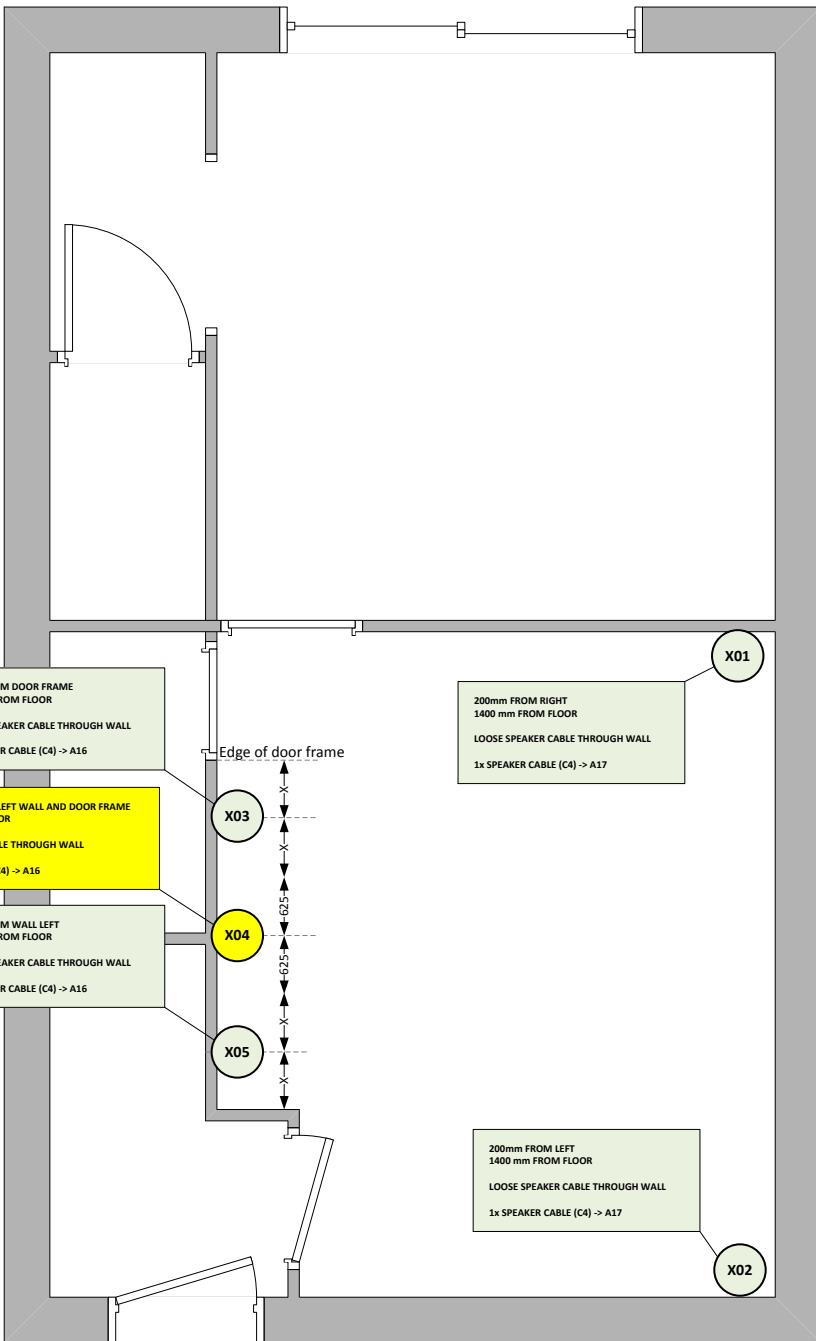 X01
200mm FROM RIGHT
1400 mm FROM FLOOR
LOOSE SPEAKER CABLE THROUGH WALL
1x SPEAKER CABLE (C4) -> A17
M DOOR FRAME
ROM FLOOR
EAKER CABLE THROUGH WALL
R CABLE (C4) -> A16
Edge of door frame
X
X03
X
LEFT WALL AND DOOR FRAME
OR
LE THROUGH WALL
4) -> A16
625
X04
625
M WALL LEFT
ROM FLOOR
EAKER CABLE THROUGH WALL
R CABLE (C4) -> A16
X
X05
X
200mm FROM LEFT
1400 mm FROM FLOOR
LOOSE SPEAKER CABLE THROUGH WALL
1x SPEAKER CABLE (C4) -> A17
X02